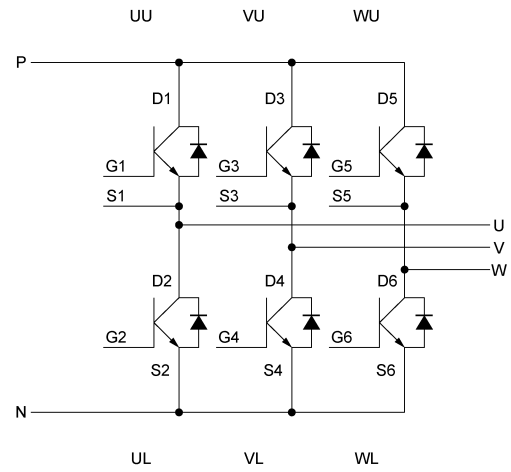 UU VU WU
P
D1 D3 D5
G1 G3 G5
S1 S3 S5
U
V
W
D2 D4 D6
G2 G4 G6
S2 S4 S6
N
UL VL WL